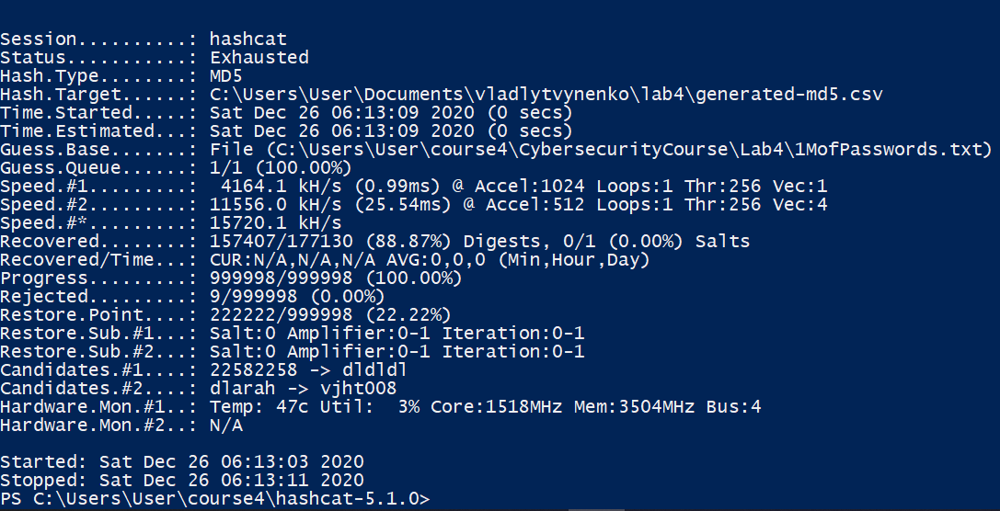 Session..........: hashcat
Status...........: Exhausted
Hash.Type........: MD5
Hash.Target......: C:\Users\User\Documents\vladlytvynenko\lab4\generated-md5.csv
Time.Started.....: Sat Dec 26 06:13:09 2020 (0 secs)
Time.Estimated...: Sat Dec 26 06:13:09 2020 (0 secs)
Guess.Base.......: File (C:\Users\User\course4\CybersecurityCourse\Lab4\1MofPasswords.txt)
Guess.Queue......: 1/1 (100.00%)
Speed.#1.........:  4164.1 kH/s (0.99ms) @ Accel:1024 Loops:1 Thr:256 Vec:1
Speed.#2.........: 11556.0 kH/s (25.54ms) @ Accel:512 Loops:1 Thr:256 Vec:4
Speed.#*.........: 15720.1 kH/s
Recovered........: 157407/177130 (88.87%) Digests, 0/1 (0.00%) Salts
Recovered/Time...: CUR:N/A,N/A,N/A AVG:0,0,0 (Min,Hour,Day)
Progress.........: 999998/999998 (100.00%)
Rejected.........: 9/999998 (0.00%)
Restore.Point....: 222222/999998 (22.22%)
Restore.Sub.#1...: Salt:0 Amplifier:0-1 Iteration:0-1
Restore.Sub.#2...: Salt:0 Amplifier:0-1 Iteration:0-1
Candidates.#1....: 22582258 -> dldldl
Candidates.#2....: dlarah -> vjht008
Hardware.Mon.#1..: Temp: 47c Util:  3% Core:1518MHz Mem:3504MHz Bus:4
Hardware.Mon.#2..: N/A
Started: Sat Dec 26 06:13:03 2020
Stopped: Sat Dec 26 06:13:11 2020
PS C:\Users\User\course4\hashcat-5.1.0>